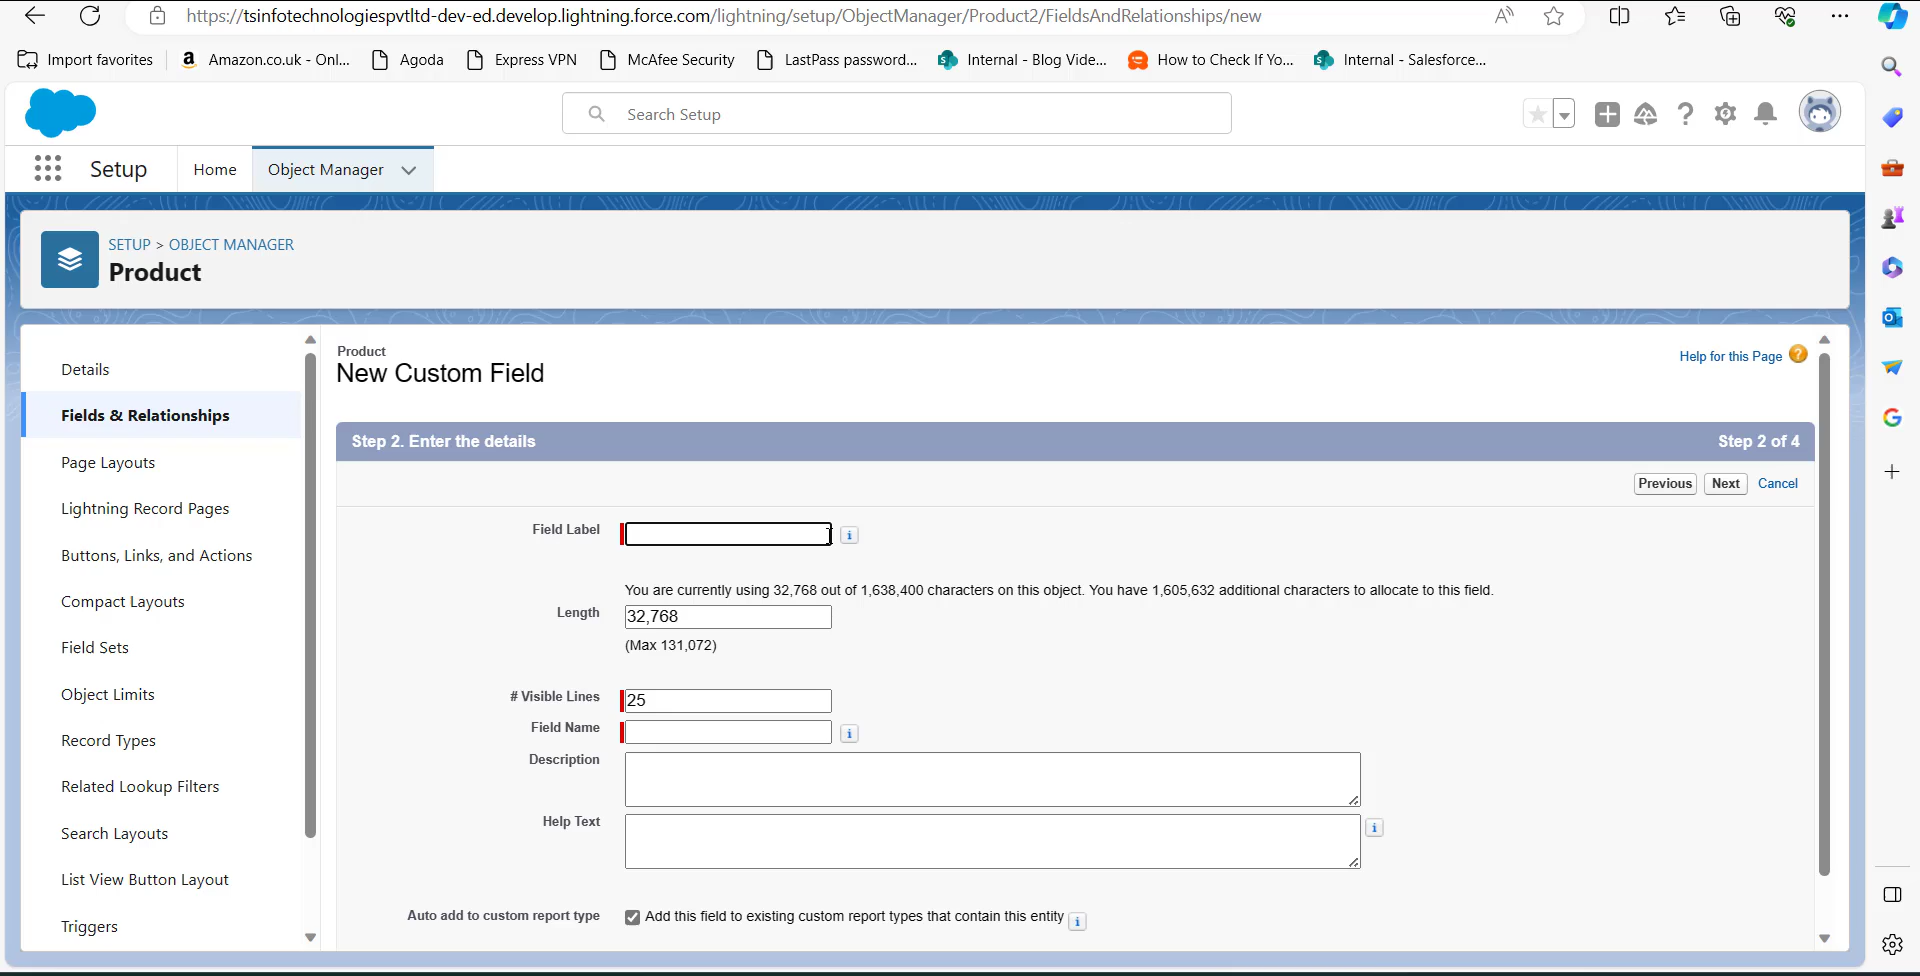 https://tsinfotechnologiespvtltd-dev-ed.develop.lightning.force.com/lightning/setup/ObjectManager/Product2/FieldsAndRelationships/new
Import favorites
Amazon.co.uk - Onl...
Agoda
Express VPN
McAfee Security
LastPass password...
Internal - Blog Vide...
How to Check If Yo...
Internal - Salesforce...
Search Setup
Setup
Home
Object Manager
SETUP > OBJECT MANAGER
Product
Details
Fields & Relationships
Page Layouts
Lightning Record Pages
Buttons, Links, and Actions
Compact Layouts
Field Sets
Object Limits
Record Types
Related Lookup Filters
Search Layouts
List View Button Layout
Triggers
Product
New Custom Field
Help for this Page ?
Step 2. Enter the details
Step 2 of 4
Previous
Next
Cancel
Field Label
i
You are currently using 32,768 out of 1,638,400 characters on this object. You have 1,605,632 additional characters to allocate to this field.
Length
32,768
(Max 131,072)
# Visible Lines
25
Field Name
i
Description
Help Text
i
Auto add to custom report type
Add this field to existing custom report types that contain this entity
i